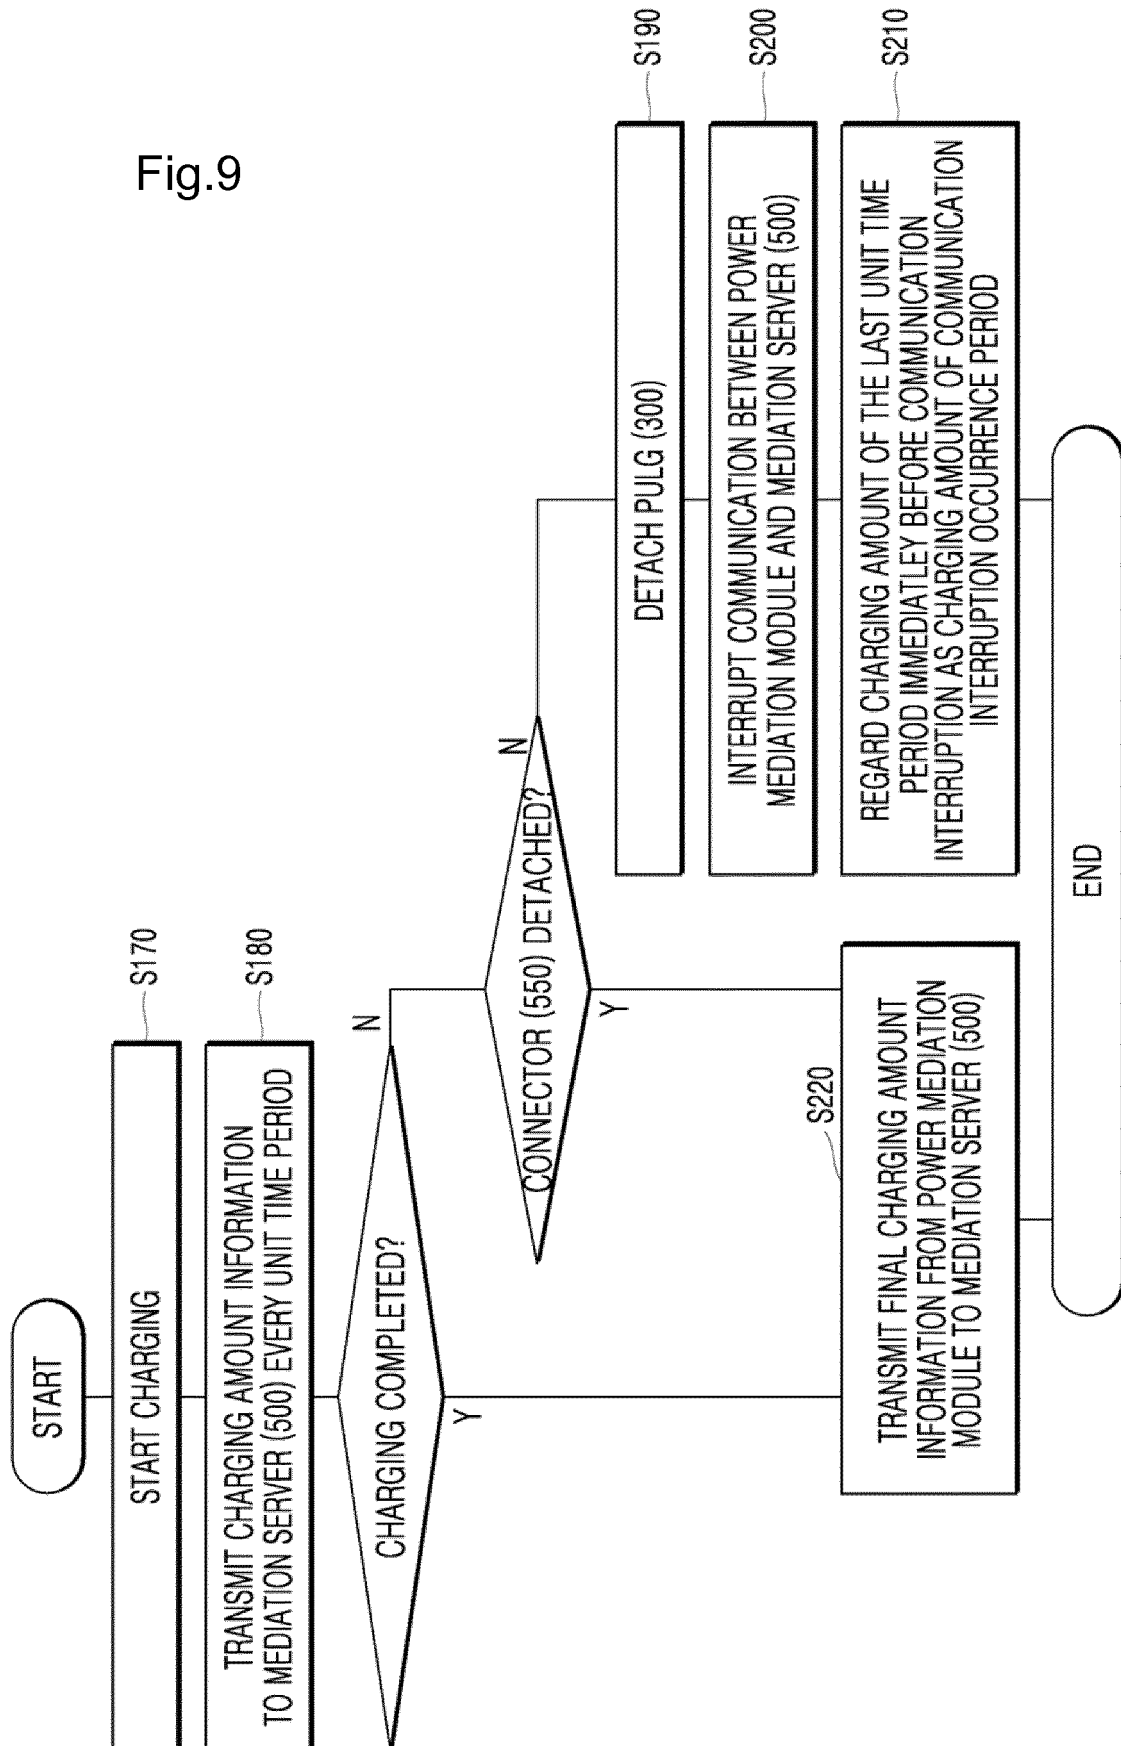 Fig.9
START
START CHARGING
S170
TRANSMIT CHARGING AMOUNT INFORMATION
TO MEDIATION SERVER (500) EVERY UNIT TIME PERIOD
S180
CHARGING COMPLETED?
N
Y
CONNECTOR (550) DETACHED?
N
Y
DETACH PULG (300)
S190
INTERRUPT COMMUNICATION BETWEEN POWER
MEDIATION MODULE AND MEDIATION SERVER (500)
S200
REGARD CHARGING AMOUNT OF THE LAST UNIT TIME
PERIOD IMMEDIATLEY BEFORE COMMUNICATION
INTERRUPTION AS CHARGING AMOUNT OF COMMUNICATION
INTERRUPTION OCCURRENCE PERIOD
S210
S220
TRANSMIT FINAL CHARGING AMOUNT
INFORMATION FROM POWER MEDIATION
MODULE TO MEDIATION SERVER (500)
END